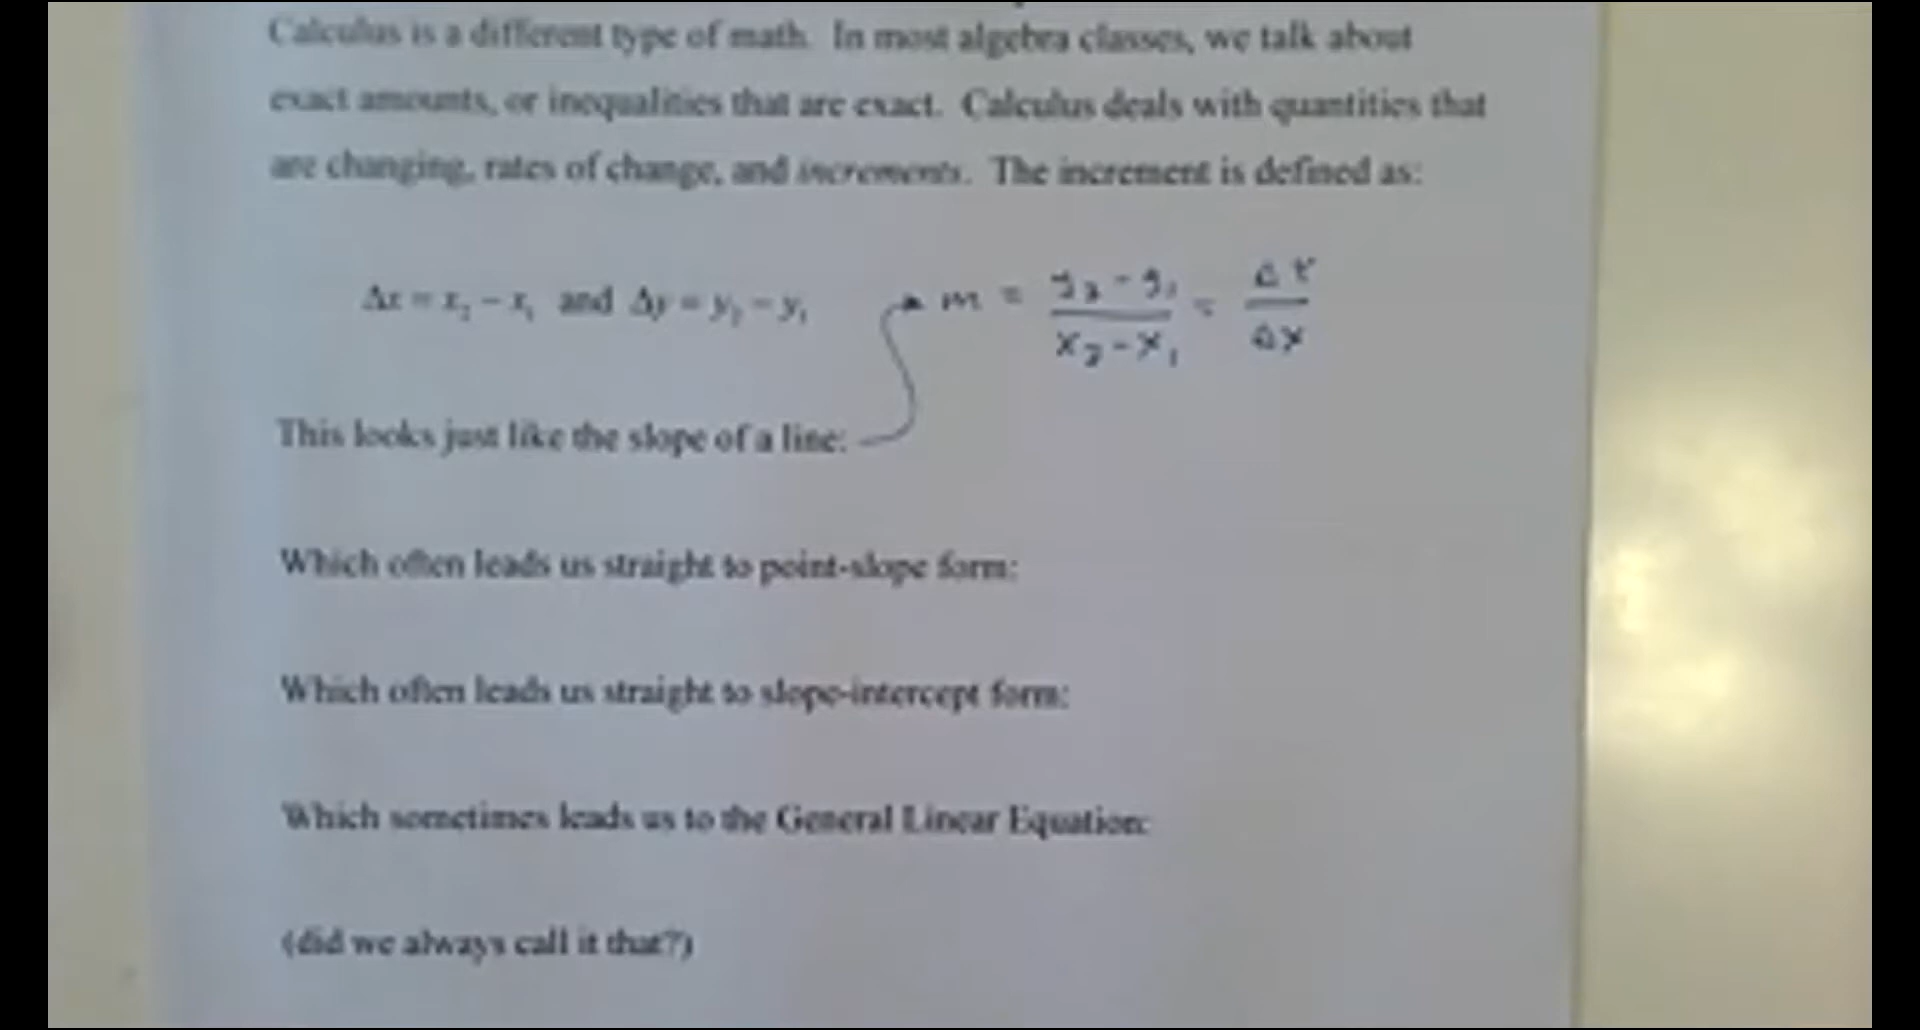 Calculus is a different type of math. In most algebra classes, we talk about
exact amounts, or inequalities that are exact. Calculus deals with quantities that
are changing, rates of change, and increments. The increment is defined as:
Δx = x₂ − x₁ and Δy = y₂ − y₁ m = (y₂ − y₁)/(x₂ − x₁) = ΔY/ΔX
This looks just like the slope of a line:
Which often leads us straight to point-slope form:
Which often leads us straight to slope-intercept form:
Which sometimes leads us to the General Linear Equation:
(did we always call it that?)